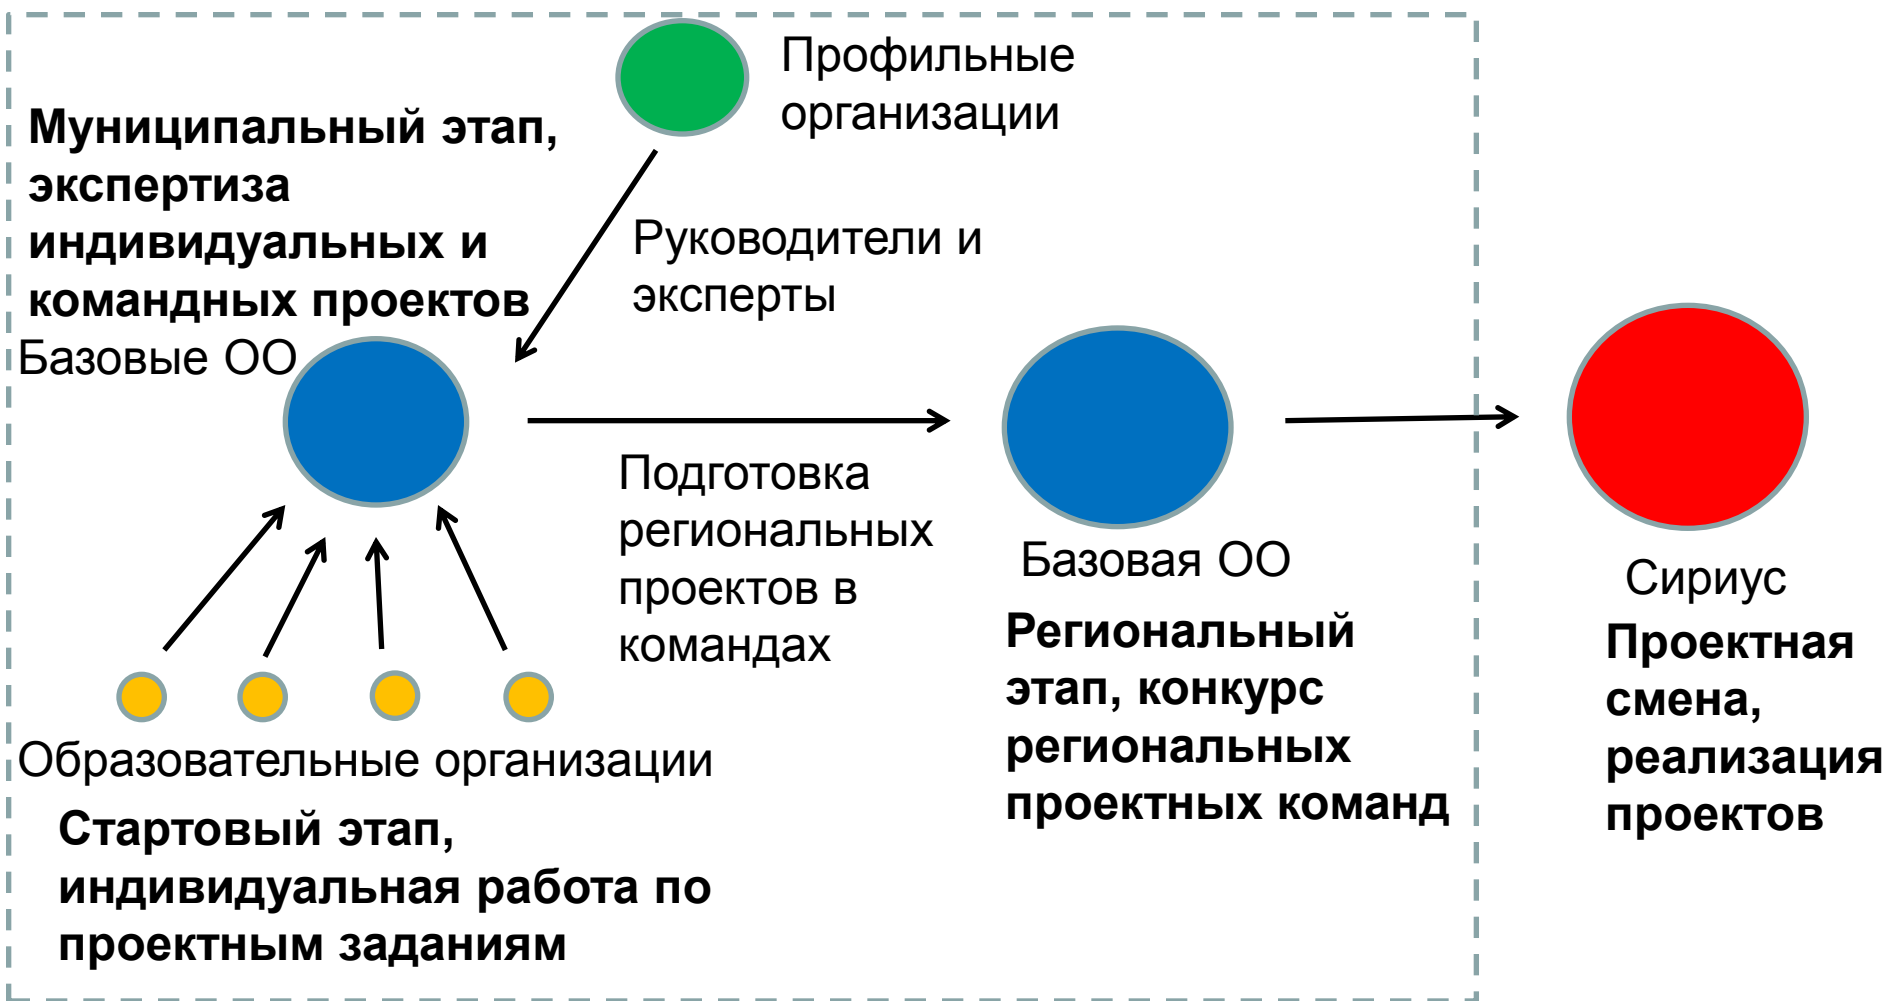 Профильные
организации
Муниципальный этап,
экспертиза
индивидуальных и
командных проектов
Руководители и
эксперты
Базовые ОО
Подготовка
региональных
проектов в
командах
Базовая ОО
Региональный
этап, конкурс
региональных
проектных команд
Сириус
Проектная
смена,
реализация
проектов
Образовательные организации
Стартовый этап,
индивидуальная работа по
проектным заданиям